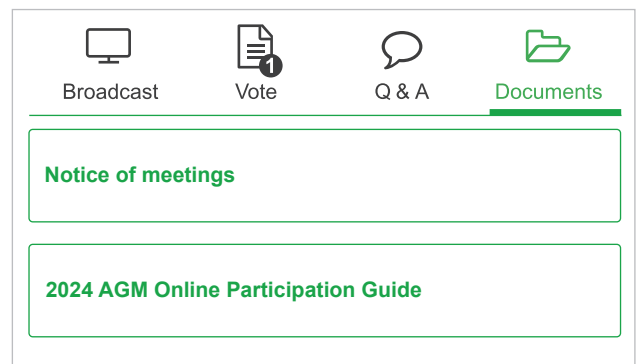 1
Broadcast Vote Q & A Documents
Notice of meetings
2024 AGM Online Participation Guide